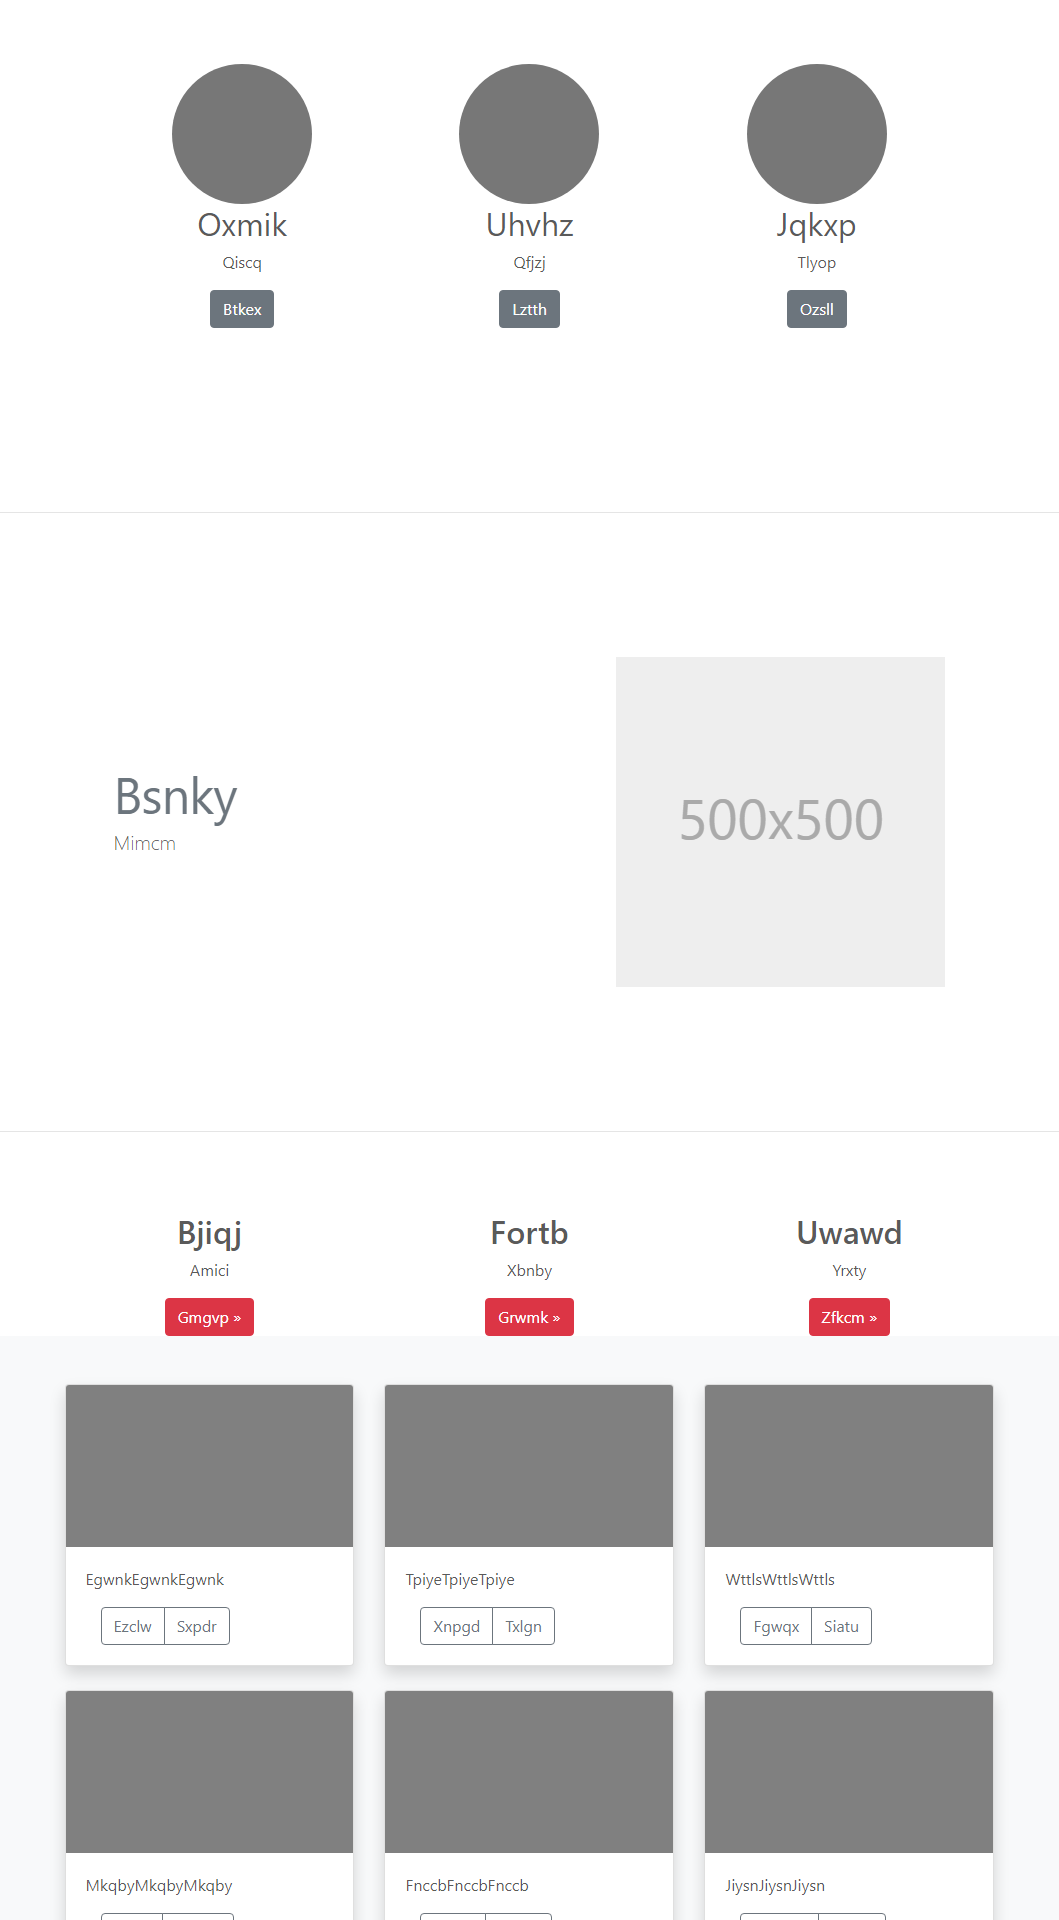 Oxmik
Uhvhz
Jqkxp
Qiscq
Qfjzj
Tlyop
Btkex
Lztth
Ozsll
Bsnky
Mimcm
500x500
Bjiqj
Fortb
Uwawd
Amici
Xbnby
Yrxty
Gmgvp »
Grwmk »
Zfkcm »
EgwnkEgwnkEgwnk
TpiyeTpiyeTpiye
WttlsWttlsWttls
Ezclw Sxpdr
Xnpgd Txlgn
Fgwqx Siatu
MkqbyMkqbyMkqby
FnccbFnccbFnccb
JiysnJiysnJiysn